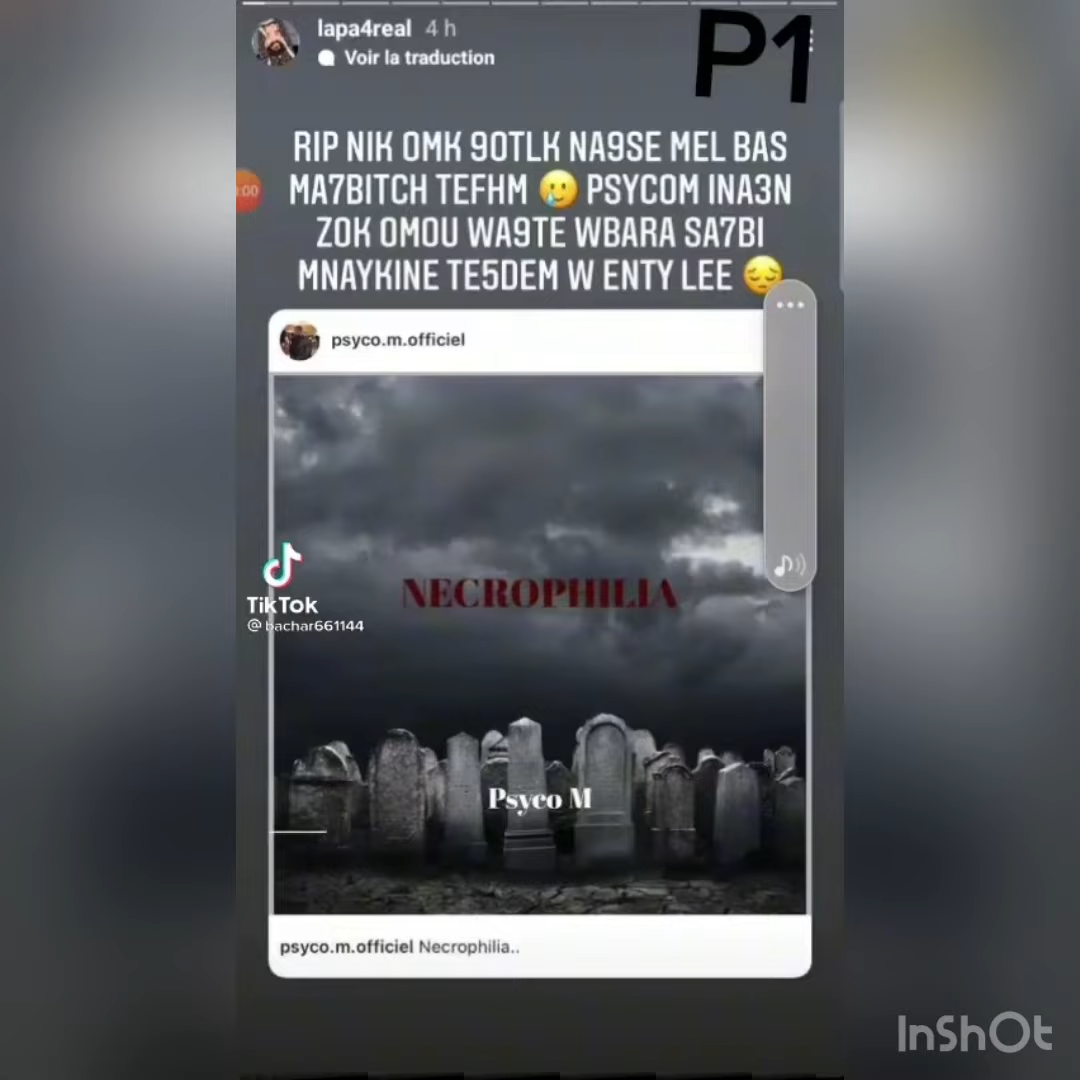 lapa4real 4 h
Voir la traduction
P1
RIP NIK OMK 9OTLK NA9SE MEL BAS
MA7BITCH TEFHM 🥲 PSYCOM INA3N
ZOK OMOU WA9TE WBARA SA7BI
MNAYKINE TE5DEM W ENTY LEE 😔
:00
psyco.m.officiel
NECROPHILIA
TikTok
@bachar661144
Psyco M
psyco.m.officiel Necrophilia..
InShOt